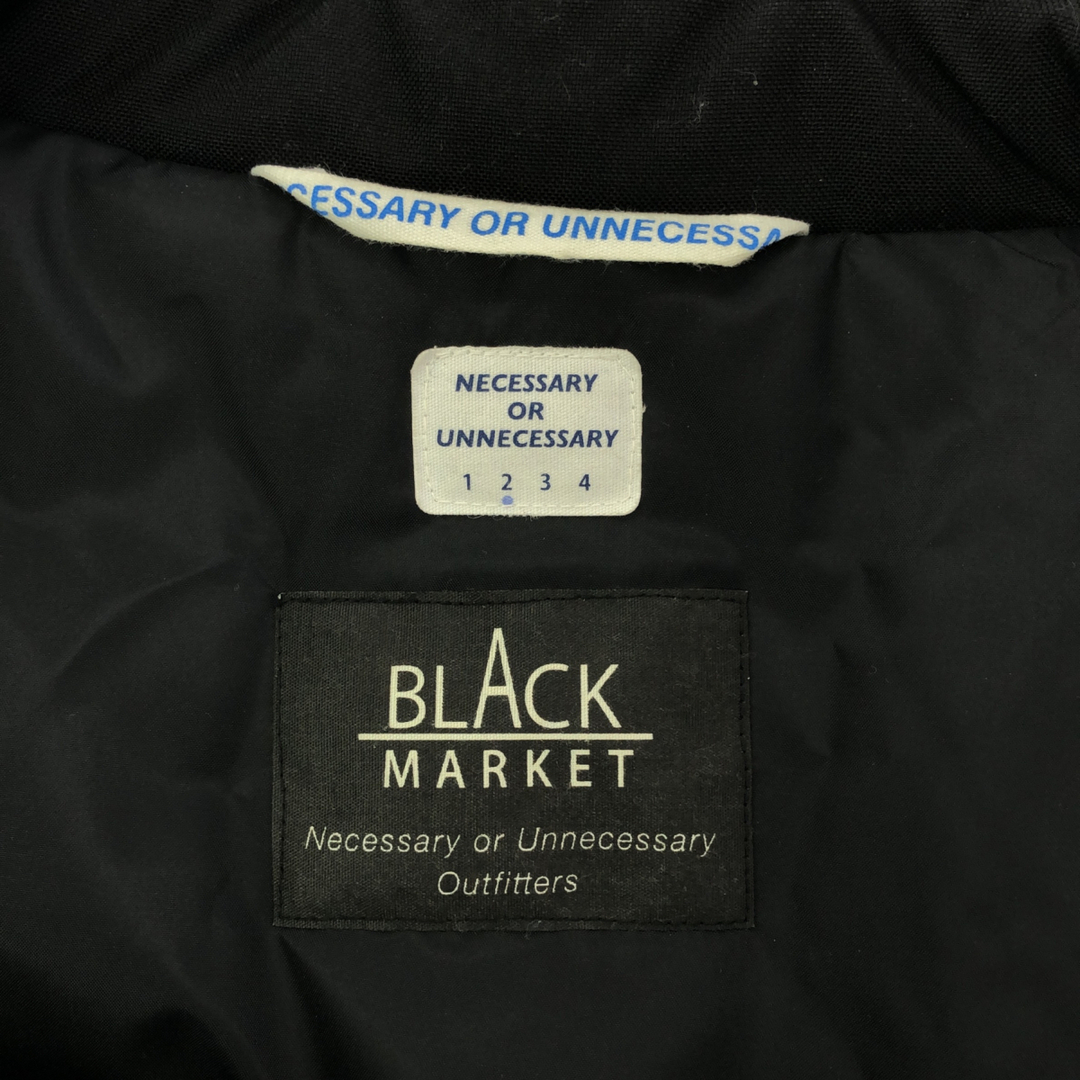 CESSARY OR UNNECESSA
NECESSARY
OR
UNNECESSARY
1 2 3 4
BLACK
MARKET
Necessary or Unnecessary
Outfitters